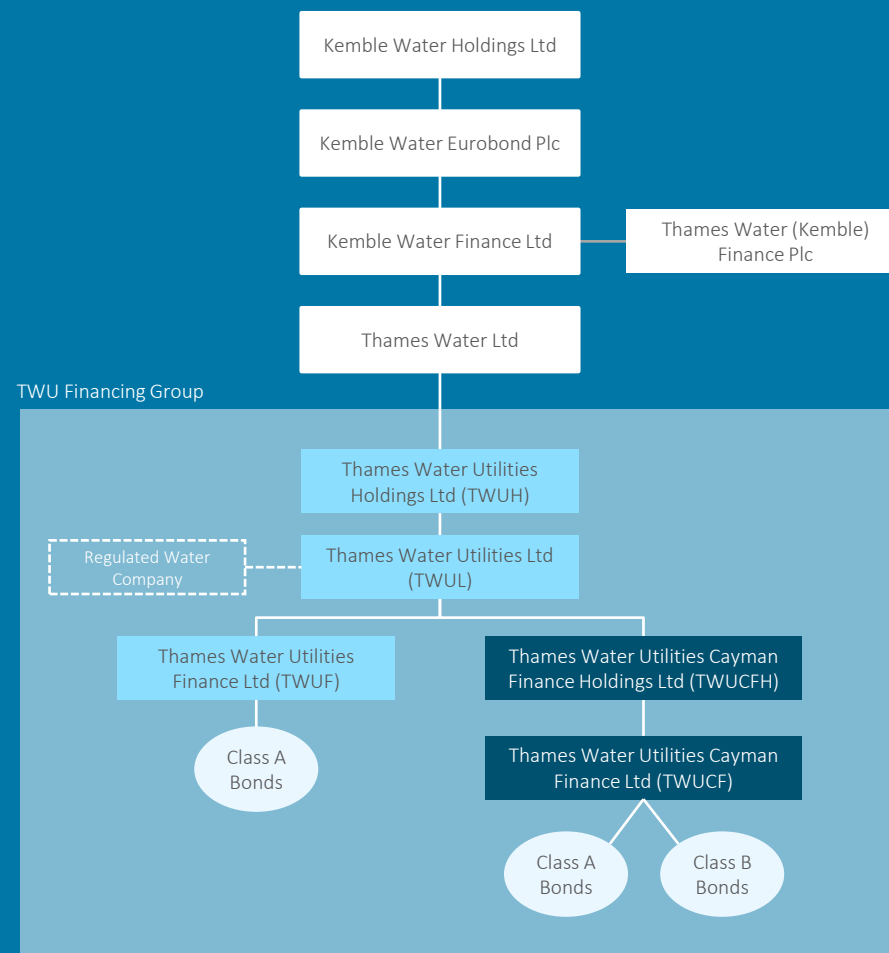 Kemble Water Holdings Ltd
Kemble Water Eurobond Plc
Kemble Water Finance Ltd
Thames Water (Kemble)
Finance Plc
Thames Water Ltd
TWU Financing Group
Thames Water Utilities
Holdings Ltd (TWUH)
Regulated Water
Company
Thames Water Utilities Ltd
(TWUL)
Thames Water Utilities
Finance Ltd (TWUF)
Thames Water Utilities Cayman
Finance Holdings Ltd (TWUCFH)
Class A
Bonds
Thames Water Utilities Cayman
Finance Ltd (TWUCF)
Class A
Bonds
Class B
Bonds